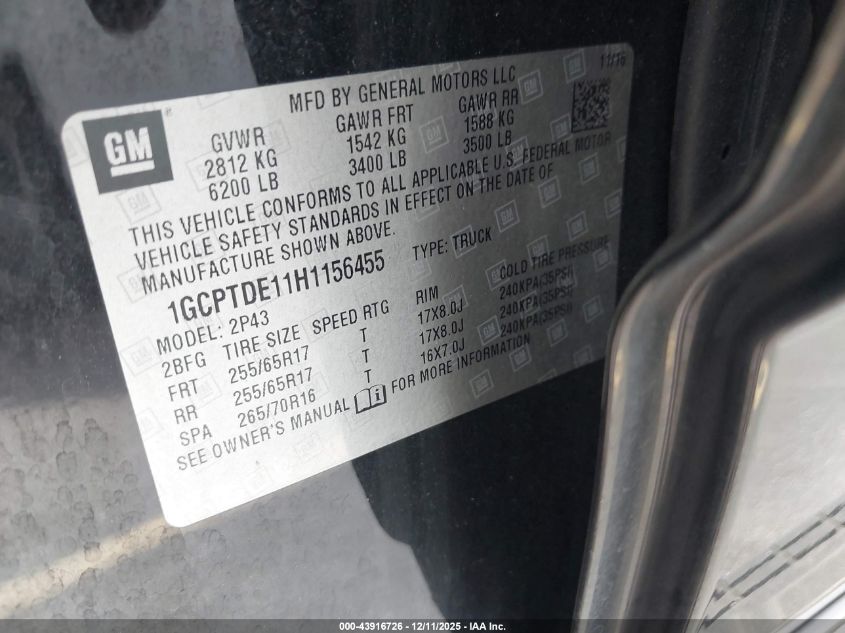 MFD BY GENERAL MOTORS LLC 11/16
GM®
GVWR GAWR FRT GAWR RR
2812 KG 1542 KG 1588 KG
6200 LB 3400 LB 3500 LB
THIS VEHICLE CONFORMS TO ALL APPLICABLE U.S. FEDERAL MOTOR
VEHICLE SAFETY STANDARDS IN EFFECT ON THE DATE OF
MANUFACTURE SHOWN ABOVE.
1GCPTDE11H1156455 TYPE: TRUCK
MODEL: 2P43
2BFG TIRE SIZE SPEED RTG RIM COLD TIRE PRESSURE
FRT 255/65R17 T 17X8.0J 240KPA(35PSI)
RR 255/65R17 T 17X8.0J 240KPA(35PSI)
SPA 265/70R16 T 16X7.0J 240KPA(35PSI)
SEE OWNER'S MANUAL FOR MORE INFORMATION
000-43916726 - 12/11/2025 - IAA Inc.